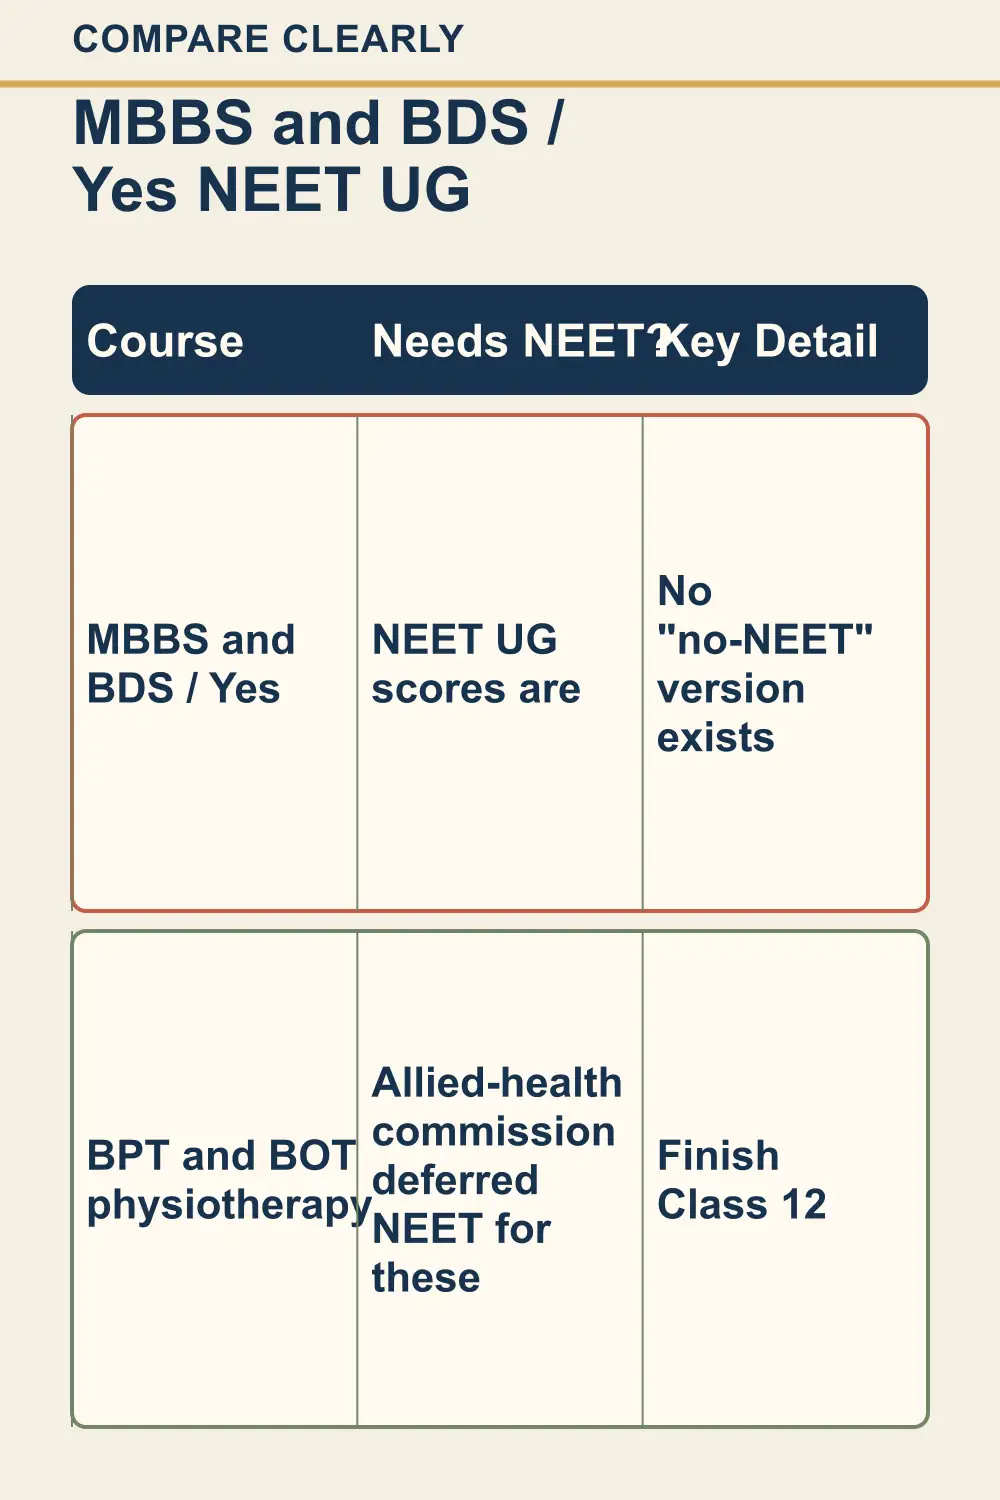 COMPARE CLEARLY
MBBS and BDS /
Yes NEET UG
Course
Needs NEET?
Key Detail
MBBS and
BDS / Yes
NEET UG
scores are
No
"no-NEET"
version
exists
BPT and BOT
physiotherapy
Allied-health
commission
deferred
NEET for
these
Finish
Class 12